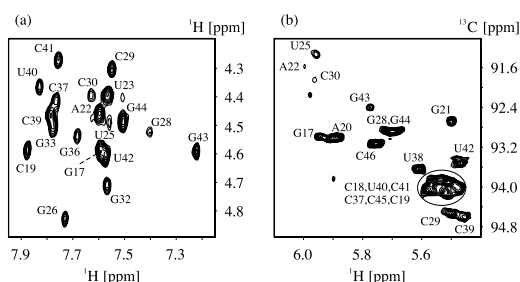 (a)
¹H [ppm]
C41
C29
4.3
U40
C37
C30
U23
4.4
A22
G44
C39
4.5
G33
U25
G28
G36
G43
4.6
C19
G17
U42
4.7
G32
G26
4.8
7.9
7.7
7.5
7.3
¹H [ppm]
(b)
¹³C [ppm]
U25
A22
91.6
C30
G43
92.4
G21
G17
A20
G28,G44
C46
93.2
U42
U38
C18,U40,C41
94.0
C37,C45,C19
C29
C39
94.8
6.0
5.8
5.6
¹H [ppm]